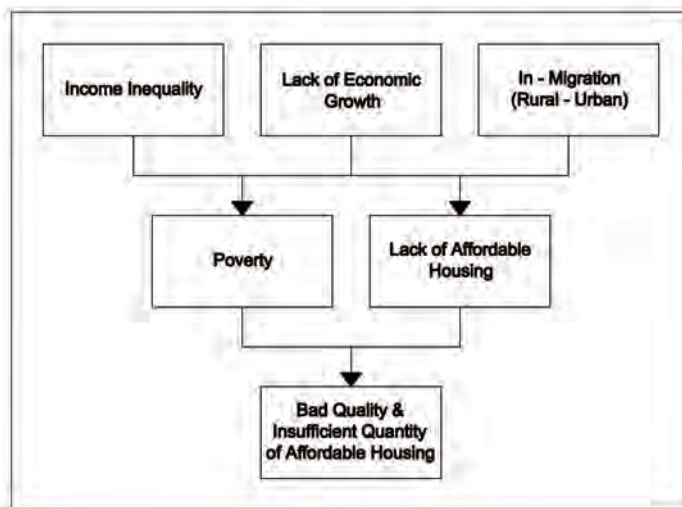 Income Inequality
Lack of Economic
Growth
In - Migration
(Rural - Urban)
Poverty
Lack of Affordable
Housing
Bad Quality &
Insufficient Quantity
of Affordable Housing